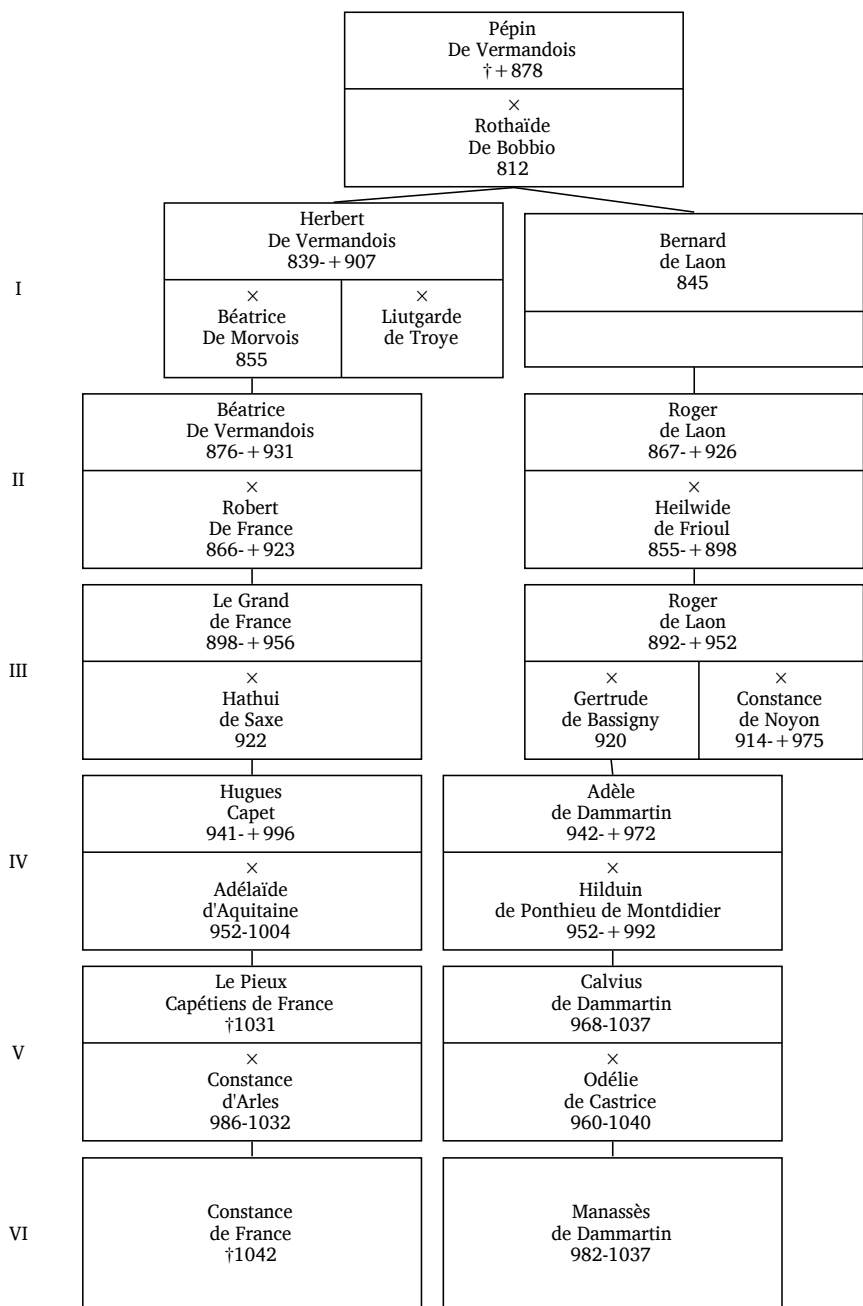 Pépin
De Vermandois
†+878
×
Rothaïde
De Bobbio
812
I
Herbert
De Vermandois
839-+907
×
Béatrice
De Morvois
855
×
Liutgarde
de Troye
Bernard
de Laon
845
II
Béatrice
De Vermandois
876-+931
×
Robert
De France
866-+923
Roger
de Laon
867-+926
×
Heilwide
de Frioul
855-+898
III
Le Grand
de France
898-+956
×
Hathui
de Saxe
922
Roger
de Laon
892-+952
×
Gertrude
de Bassigny
920
×
Constance
de Noyon
914-+975
IV
Hugues
Capet
941-+996
×
Adélaïde
d'Aquitaine
952-1004
Adèle
de Dammartin
942-+972
×
Hilduin
de Ponthieu de Montdidier
952-+992
V
Le Pieux
Capétiens de France
†1031
×
Constance
d'Arles
986-1032
Calvius
de Dammartin
968-1037
×
Odélie
de Castrice
960-1040
VI
Constance
de France
†1042
Manassès
de Dammartin
982-1037